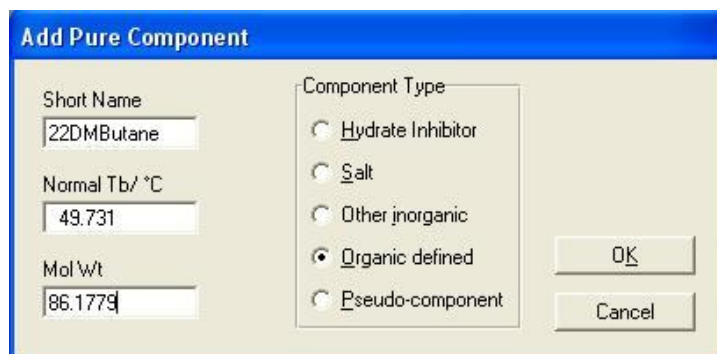 Add Pure Component
Short Name
22DMButane
Normal Tb/ °C
49.731
Mol Wt
86.1779
Component Type
Hydrate Inhibitor
Salt
Other inorganic
Organic defined
Pseudo-component
OK
Cancel